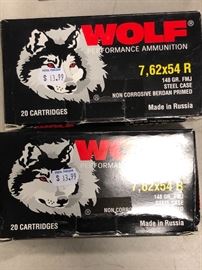 WOLF
PERFORMANCE AMMUNITION
$ 13.99
7,62x54 R
148 GR. FMJ
STEEL CASE
NON CORROSIVE BERDAN PRIMED
20 CARTRIDGES
Made in Russia
WOLF
PERFORMANCE AMMUNITION
$ 13.99
7,62x54 R
148 GR. FMJ
STEEL CASE
NON CORROSIVE BERDAN PRIMED
20 CARTRIDGES
Made in Russia